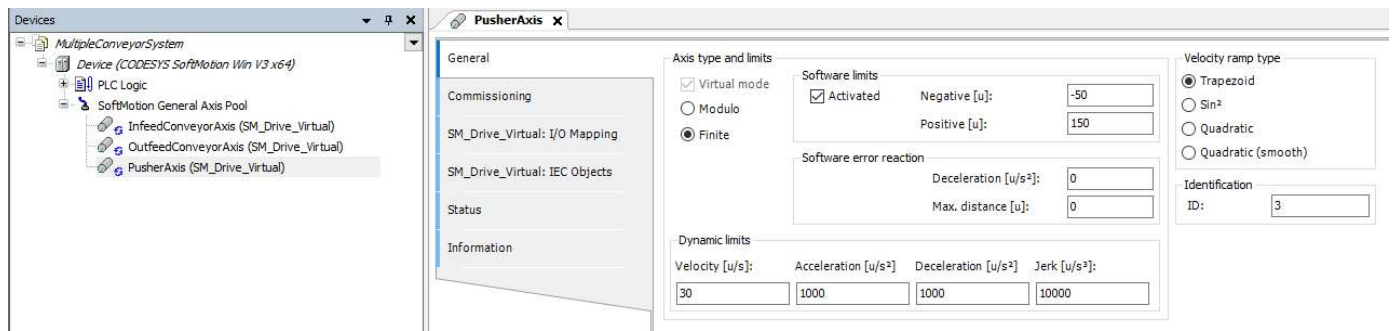 Devices
MultipleConveyorSystem
Device (CODESYS SoftMotion Win V3 x64)
PLC Logic
SoftMotion General Axis Pool
InfeedConveyorAxis (SM_Drive_Virtual)
OutfeedConveyorAxis (SM_Drive_Virtual)
PusherAxis (SM_Drive_Virtual)
PusherAxis
General
Commissioning
SM_Drive_Virtual: I/O Mapping
SM_Drive_Virtual: IEC Objects
Status
Information
Axis type and limits
Virtual mode
Modulo
Finite
Software limits
Activated
Negative [u]: -50
Positive [u]: 150
Software error reaction
Deceleration [u/s²]: 0
Max. distance [u]: 0
Dynamic limits
Velocity [u/s]: Acceleration [u/s²] Deceleration [u/s²] Jerk [u/s³]:
30 1000 1000 10000
Velocity ramp type
Trapezoid
Sin²
Quadratic
Quadratic (smooth)
Identification
ID: 3